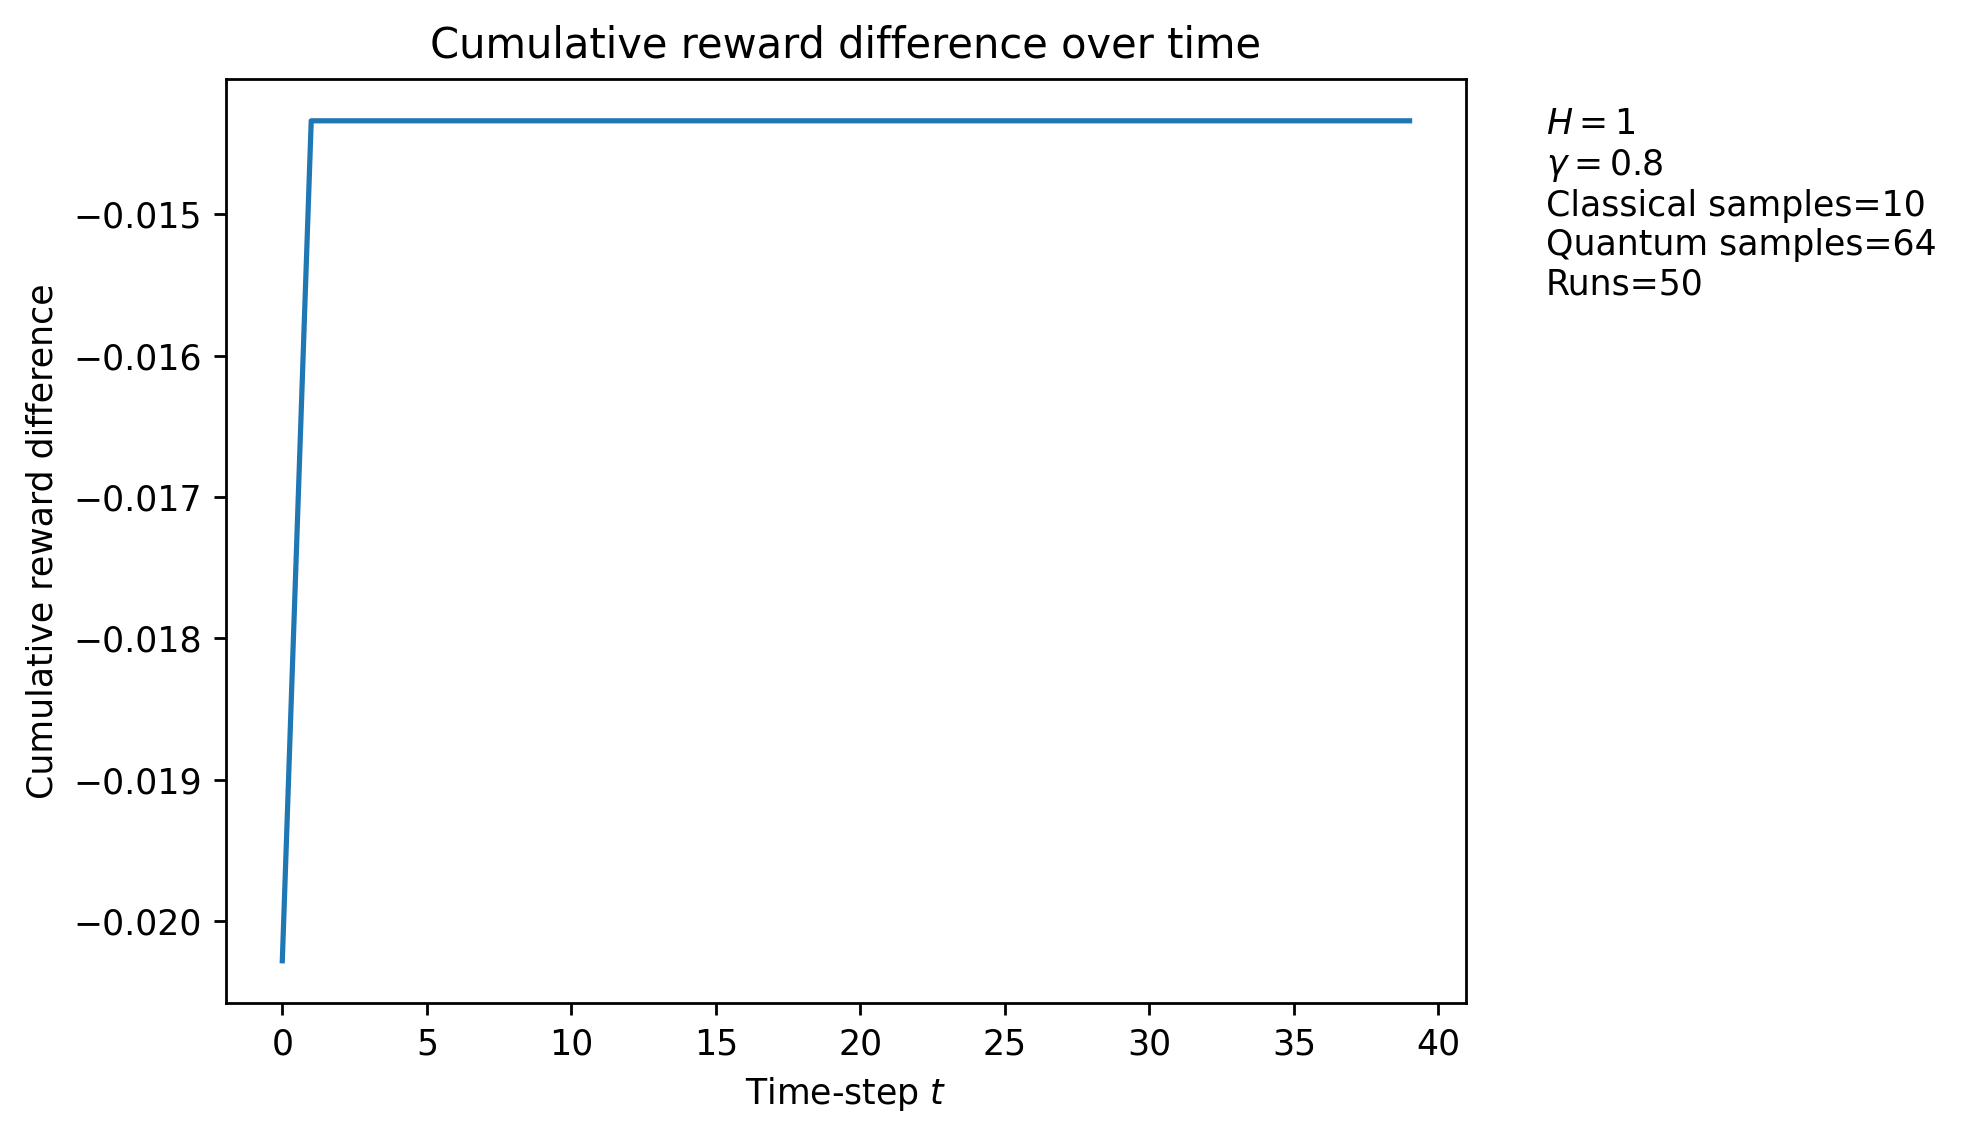 Cumulative reward difference over time
H = 1
γ = 0.8
Classical samples=10
Quantum samples=64
Runs=50
Cumulative reward difference
−0.015
−0.016
−0.017
−0.018
−0.019
−0.020
0 5 10 15 20 25 30 35 40
Time-step t